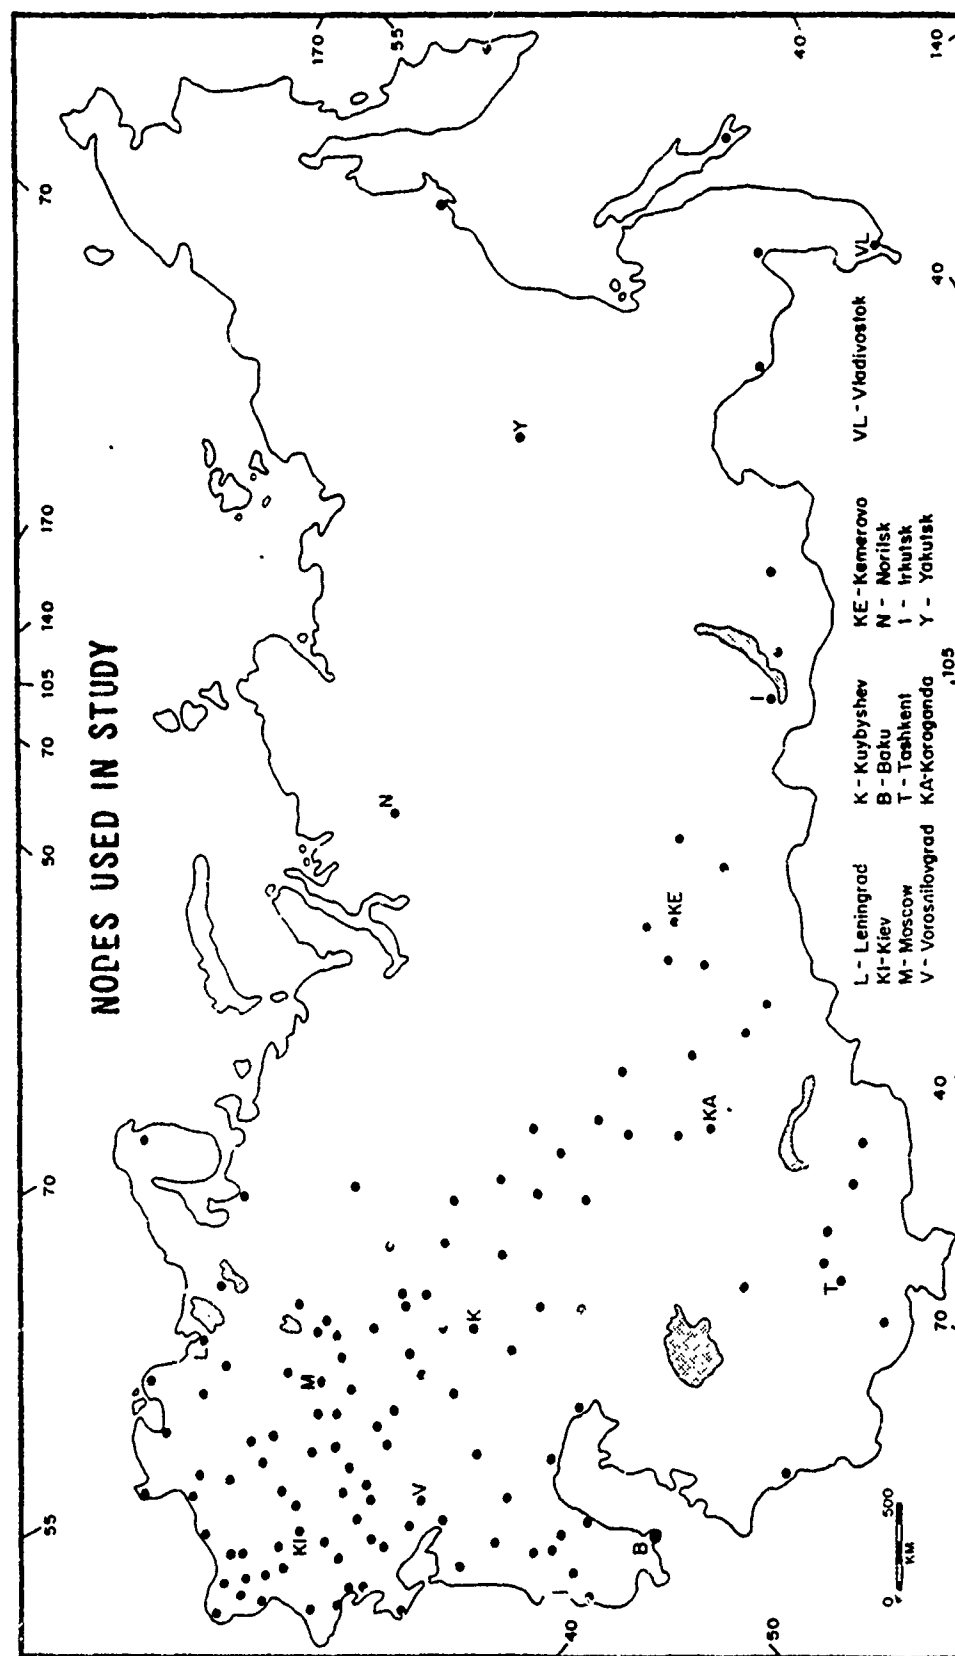 NODES USED IN STUDY
55
70
50
70
105
140
170
70
170
55
40
140
40
105
40
70
50
40
L
KI
M
V
K
B
T
KA
KE
N
I
Y
VL
L - Leningrad
KI - Kiev
M - Moscow
V - Vorosnilovgrad
K - Kuybyshev
B - Baku
T - Tashkent
KA - Karaganda
KE - Kemerovo
N - Norilsk
I - Irkutsk
Y - Yakutsk
VL - Vladivostok
0 500
KM